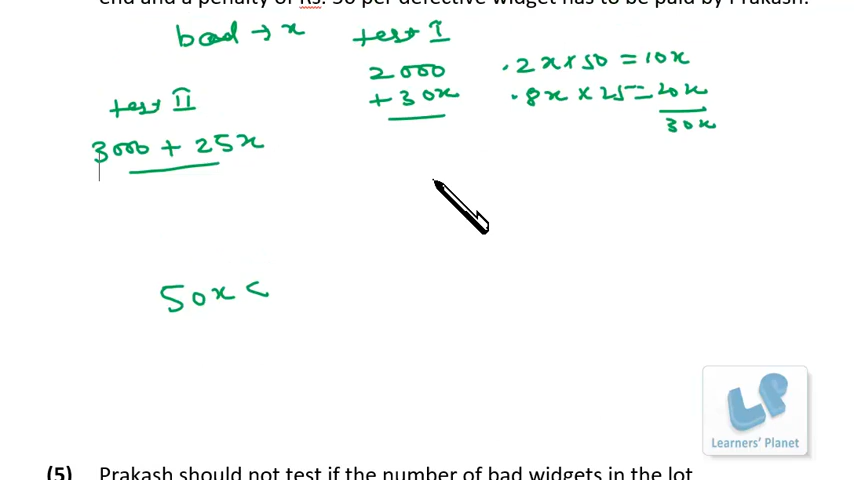 end and a penalty of Rs. 50 per defective widget has to be paid by Prakash.
bad → x
test I
2000
+ 30x
.2x x 50 = 10x
.8x x 25 = 20x
30x
test II
3000 + 25x
50x <
LP
Learners' Planet
(5) Prakash should not test if the number of bad widgets in the lot